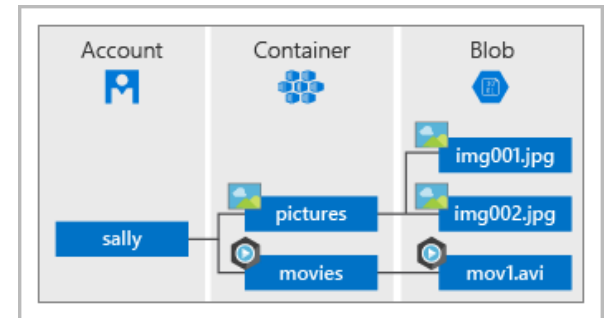 Account
Container
Blob
img001.jpg
pictures
img002.jpg
sally
movies
mov1.avi